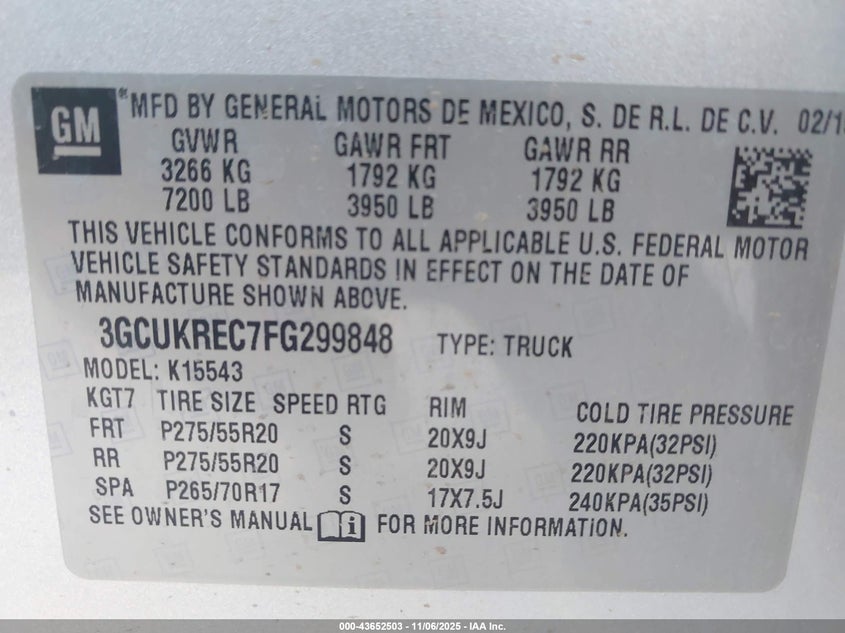 GM
®MFD BY GENERAL MOTORS DE MEXICO, S. DE R.L. DE C.V. 02/1
GVWR GAWR FRT GAWR RR
3266 KG 1792 KG 1792 KG
7200 LB 3950 LB 3950 LB
THIS VEHICLE CONFORMS TO ALL APPLICABLE U.S. FEDERAL MOTOR
VEHICLE SAFETY STANDARDS IN EFFECT ON THE DATE OF
MANUFACTURE SHOWN ABOVE.
3GCUKREC7FG299848 TYPE: TRUCK
MODEL: K15543
KGT7 TIRE SIZE SPEED RTG RIM COLD TIRE PRESSURE
FRT P275/55R20 S 20X9J 220KPA(32PSI)
RR P275/55R20 S 20X9J 220KPA(32PSI)
SPA P265/70R17 S 17X7.5J 240KPA(35PSI)
SEE OWNER'S MANUAL i FOR MORE INFORMATION.
000-43652503 - 11/06/2025 - IAA Inc.